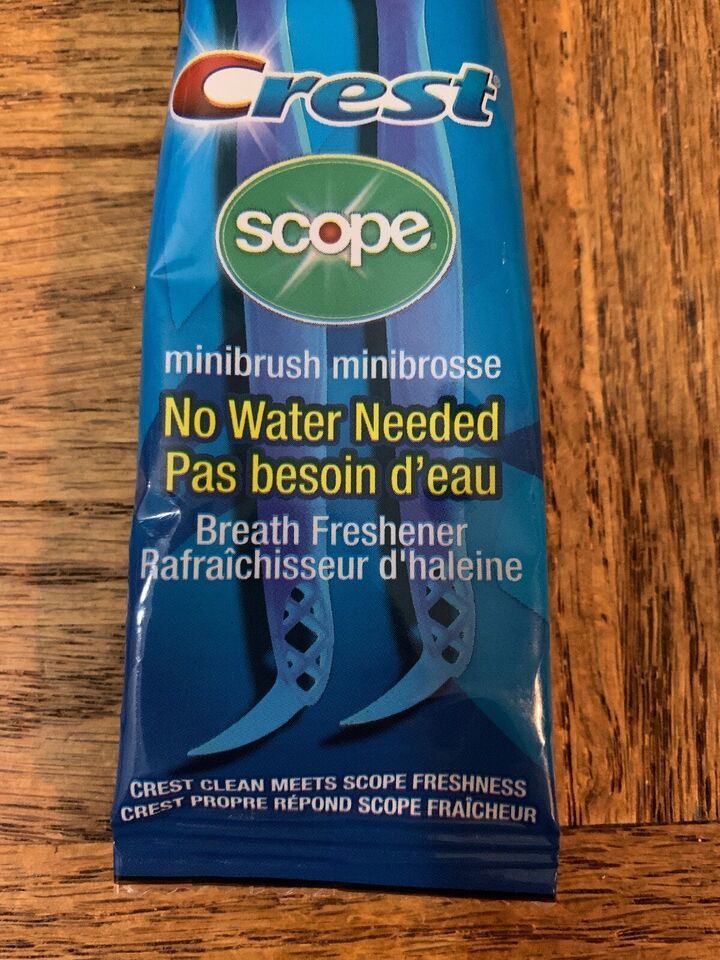 Crest
scope
minibrush minibrosse
No Water Needed
Pas besoin d'eau
Breath Freshener
Rafraîchisseur d'haleine
CREST CLEAN MEETS SCOPE FRESHNESS
CREST PROPRE RÉPOND SCOPE FRAÎCHEUR